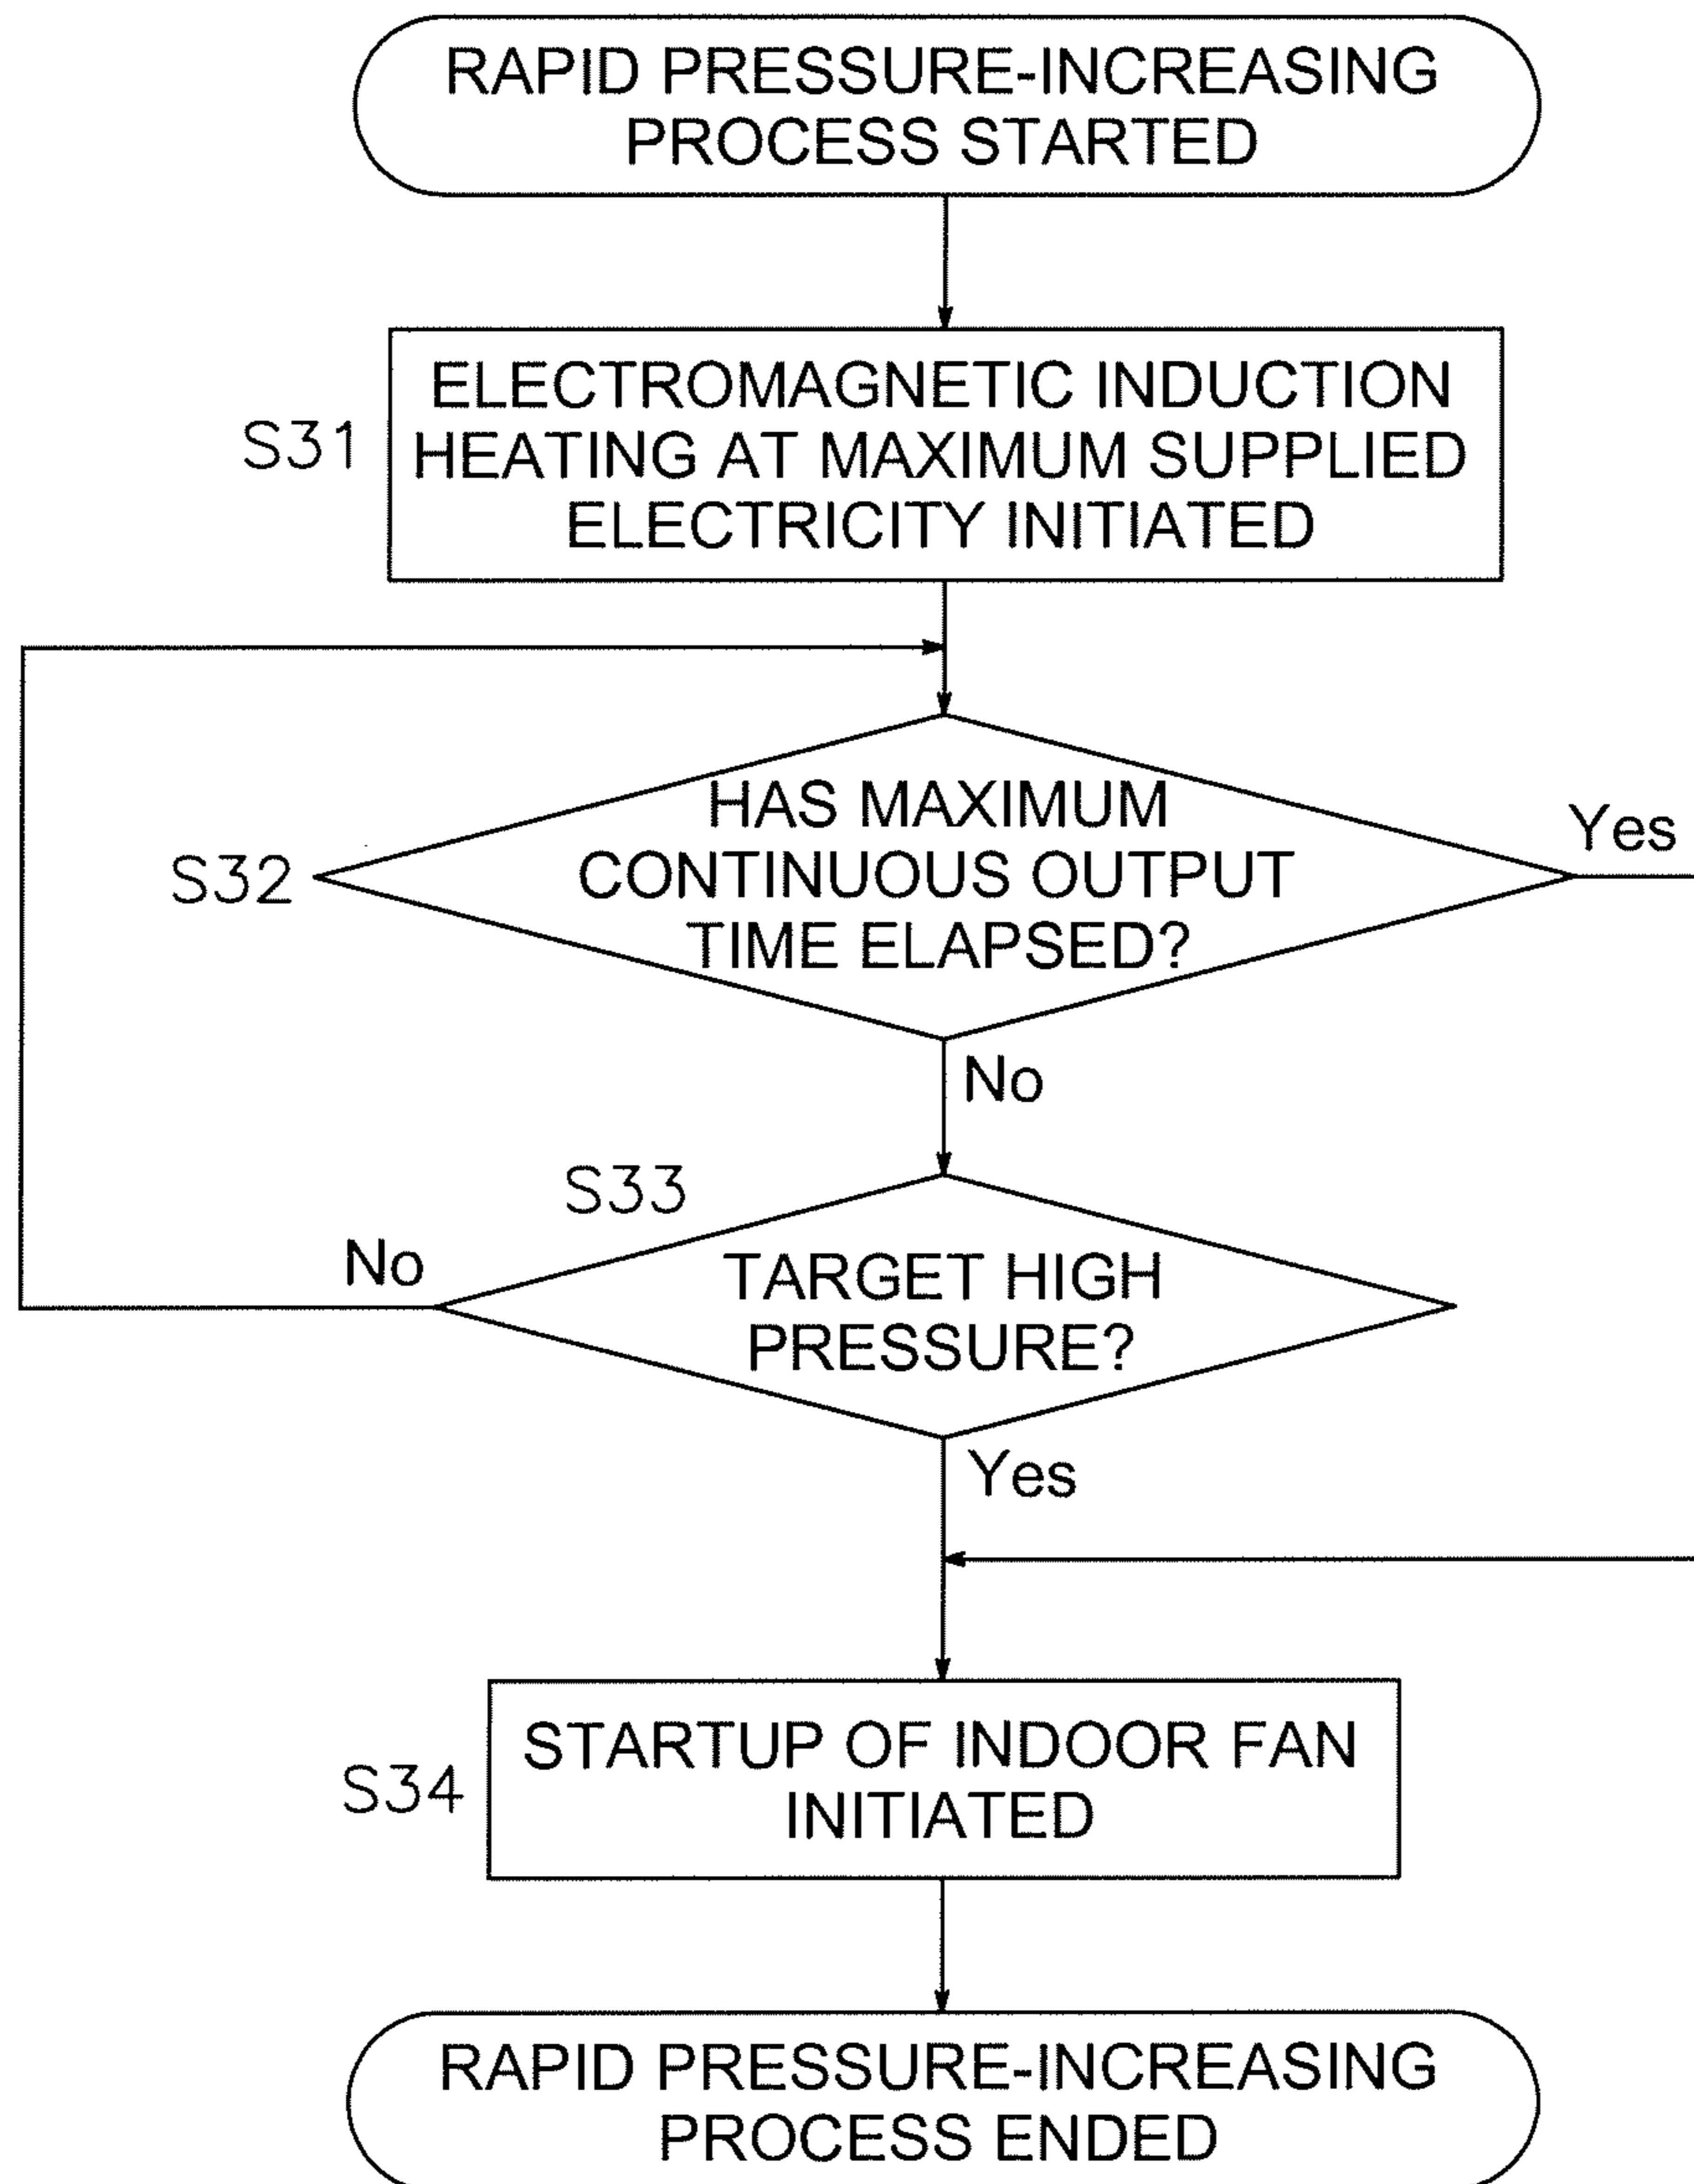 RAPID PRESSURE-INCREASING
PROCESS STARTED
S31
ELECTROMAGNETIC INDUCTION
HEATING AT MAXIMUM SUPPLIED
ELECTRICITY INITIATED
S32
HAS MAXIMUM
CONTINUOUS OUTPUT
TIME ELAPSED?
Yes
No
S33
No
TARGET HIGH
PRESSURE?
Yes
S34
STARTUP OF INDOOR FAN
INITIATED
RAPID PRESSURE-INCREASING
PROCESS ENDED